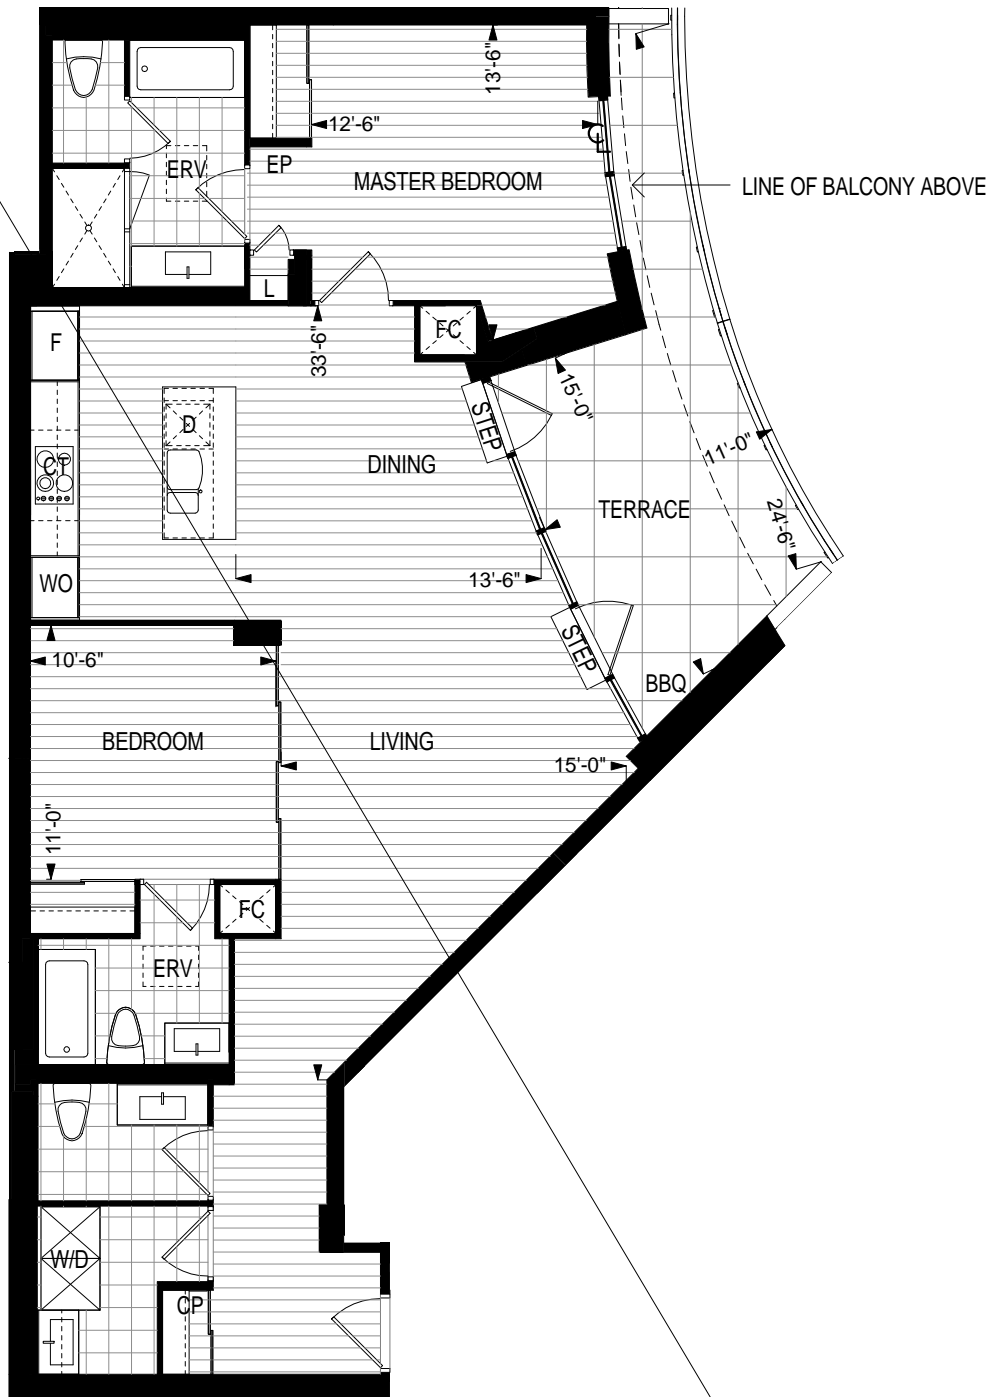 13'-6"
12'-6"
ERV
EP
MASTER BEDROOM
LINE OF BALCONY ABOVE
L
F
33'-6"
FC
15'-0"
D
STEP
CT
DINING
11'-0"
TERRACE
24'-6"
WO
13'-6"
STEP
10'-6"
BBQ
BEDROOM
LIVING
15'-0"
11'-0"
FC
ERV
W/D
CP